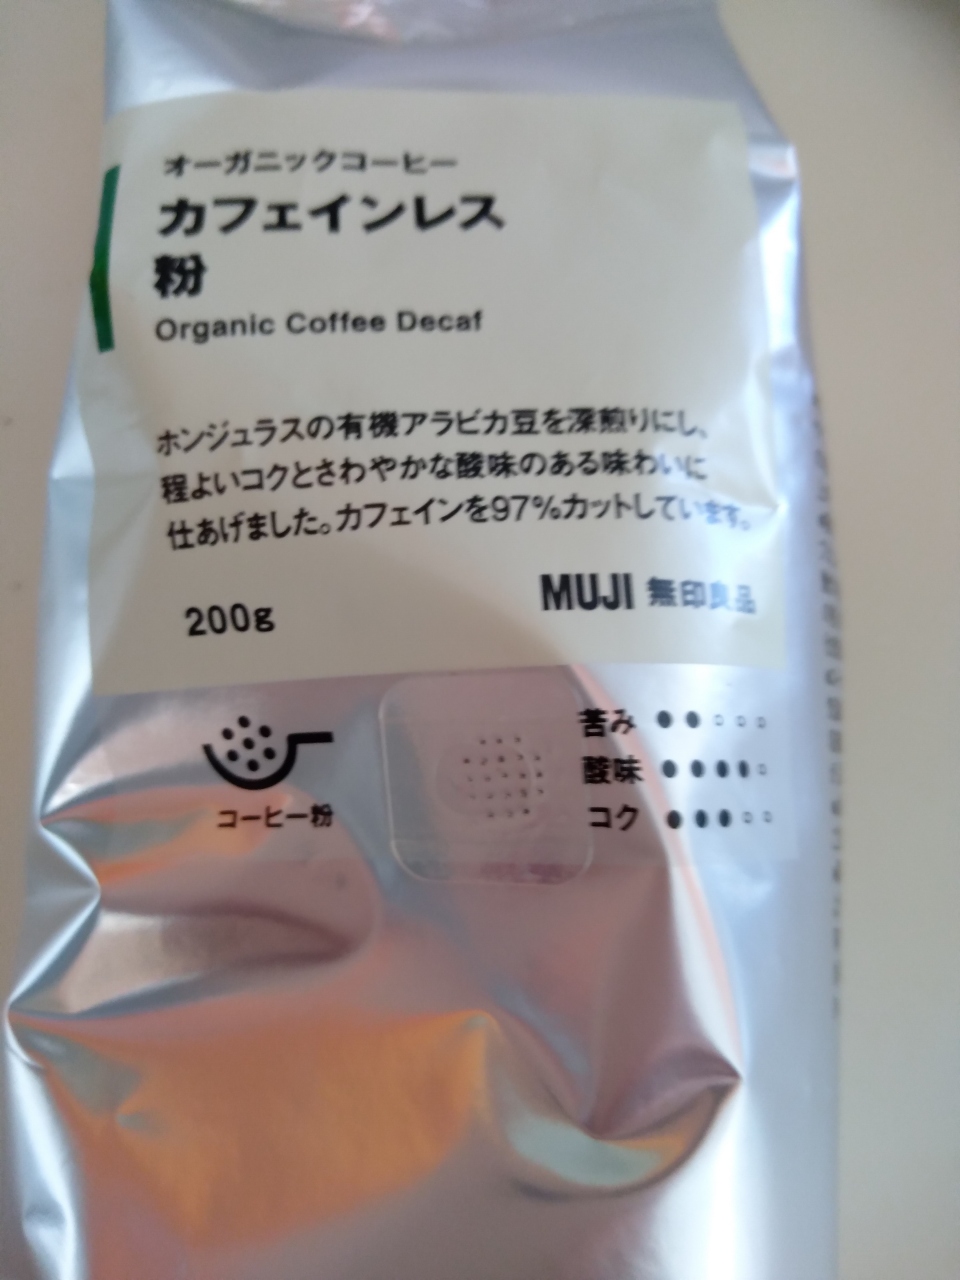 オーガニックコーヒー
カフェインレス
粉
Organic Coffee Decaf
ホンジュラスの有機アラビカ豆を深煎りにし、
程よいコクとさわやかな酸味のある味わいに
仕あげました。カフェインを97%カットしています。
200g
MUJI 無印良品
コーヒー粉
苦み
酸味
コク